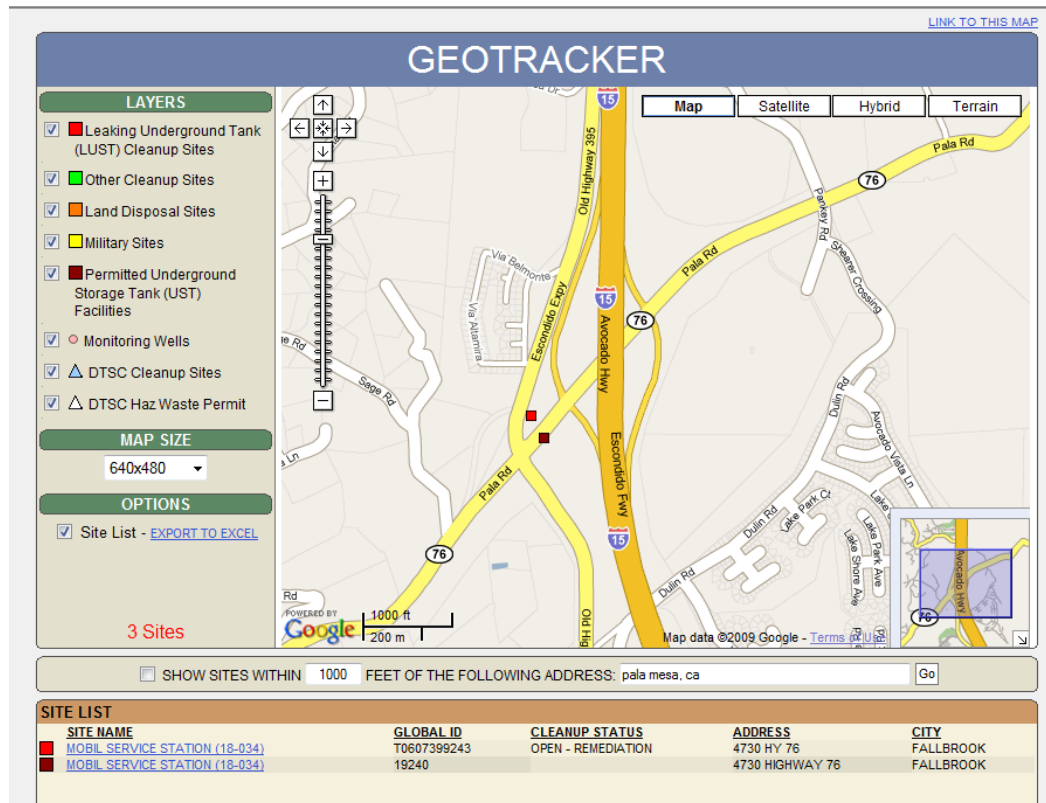 LINK TO THIS MAP
GEOTRACKER
LAYERS
Leaking Underground Tank
(LUST) Cleanup Sites
Other Cleanup Sites
Land Disposal Sites
Military Sites
Permitted Underground
Storage Tank (UST)
Facilities
Monitoring Wells
DTSC Cleanup Sites
DTSC Haz Waste Permit
MAP SIZE
640x480
OPTIONS
Site List - EXPORT TO EXCEL
3 Sites
Map
Satellite
Hybrid
Terrain
15
Old Highway 395
Pala Rd
76
Pankey Rd
Shearer Crossing
Via Belmonte
Via Altamira
Pala Rd
15
76
Escondido Expy
Avocado Hwy
Sage Rd
Dulin Rd
Avocado Vista Ln
Escondido Fwy
Pala Rd
Lake Park Ct
15
Dulin Rd
76
Lake Shore Ave
Lake Park Ave
Dulin Rd
Avocado Hwy
76
Rd
POWERED BY
Google
1000 ft
200 m
Map data ©2009 Google - Terms of Use
SHOW SITES WITHIN 1000 FEET OF THE FOLLOWING ADDRESS: pala mesa, ca Go
SITE LIST
SITE NAME GLOBAL ID CLEANUP STATUS ADDRESS CITY
MOBIL SERVICE STATION (18-034) T0607399243 OPEN - REMEDIATION 4730 HY 76 FALLBROOK
MOBIL SERVICE STATION (18-034) 19240 4730 HIGHWAY 76 FALLBROOK